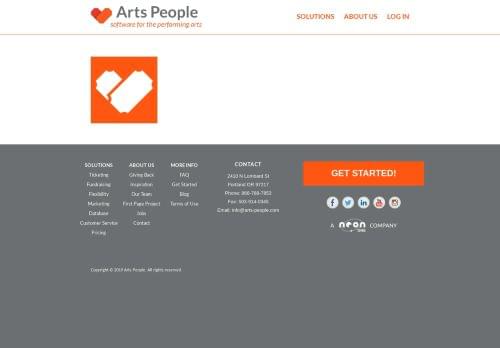 Arts People
software for the performing arts
SOLUTIONS ABOUT US LOG IN
SOLUTIONS
Ticketing
Fundraising
Flexibility
Marketing
Database
Customer Service
Pricing
ABOUT US
Giving Back
Inspiration
Our Team
First Page Project
Jobs
Contact
MORE INFO
FAQ
Get Started
Blog
Terms of Use
CONTACT
2410 N Lombard St
Portland OR 97217
Phone: 866-788-7952
Fax: 503-914-0345
Email: info@arts-people.com
GET STARTED!
A neon ONE COMPANY
Copyright © 2019 Arts People. All rights reserved.